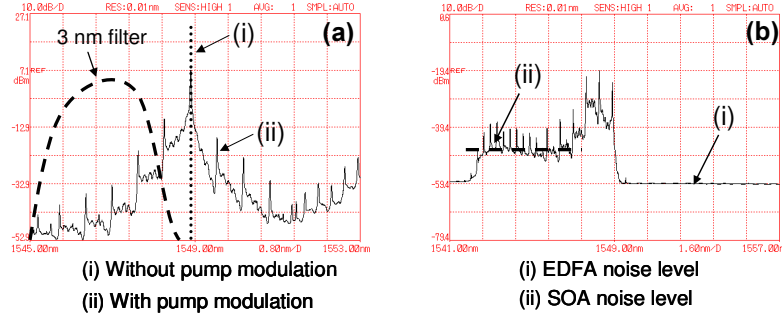 10.0dB/D RES:0.01nm SENS:HIGH 1 AVG: 1 SMPL:AUTO
27.1
(i)
(a)
3 nm filter
7.1 REF
dBm
(ii)
-12.9
-32.9
-52.9
1545.00nm 1549.00nm 0.80nm/D 1553.00nm
(i) Without pump modulation
(ii) With pump modulation
10.0dB/D RES:0.01nm SENS:HIGH 1 AVG: 1 SMPL:AUTO
0.6
(b)
(ii)
-19.4 REF
dBm
(i)
-39.4
-59.4
-79.4
1541.00nm 1549.00nm 1.60nm/D 1557.00nm
(i) EDFA noise level
(ii) SOA noise level